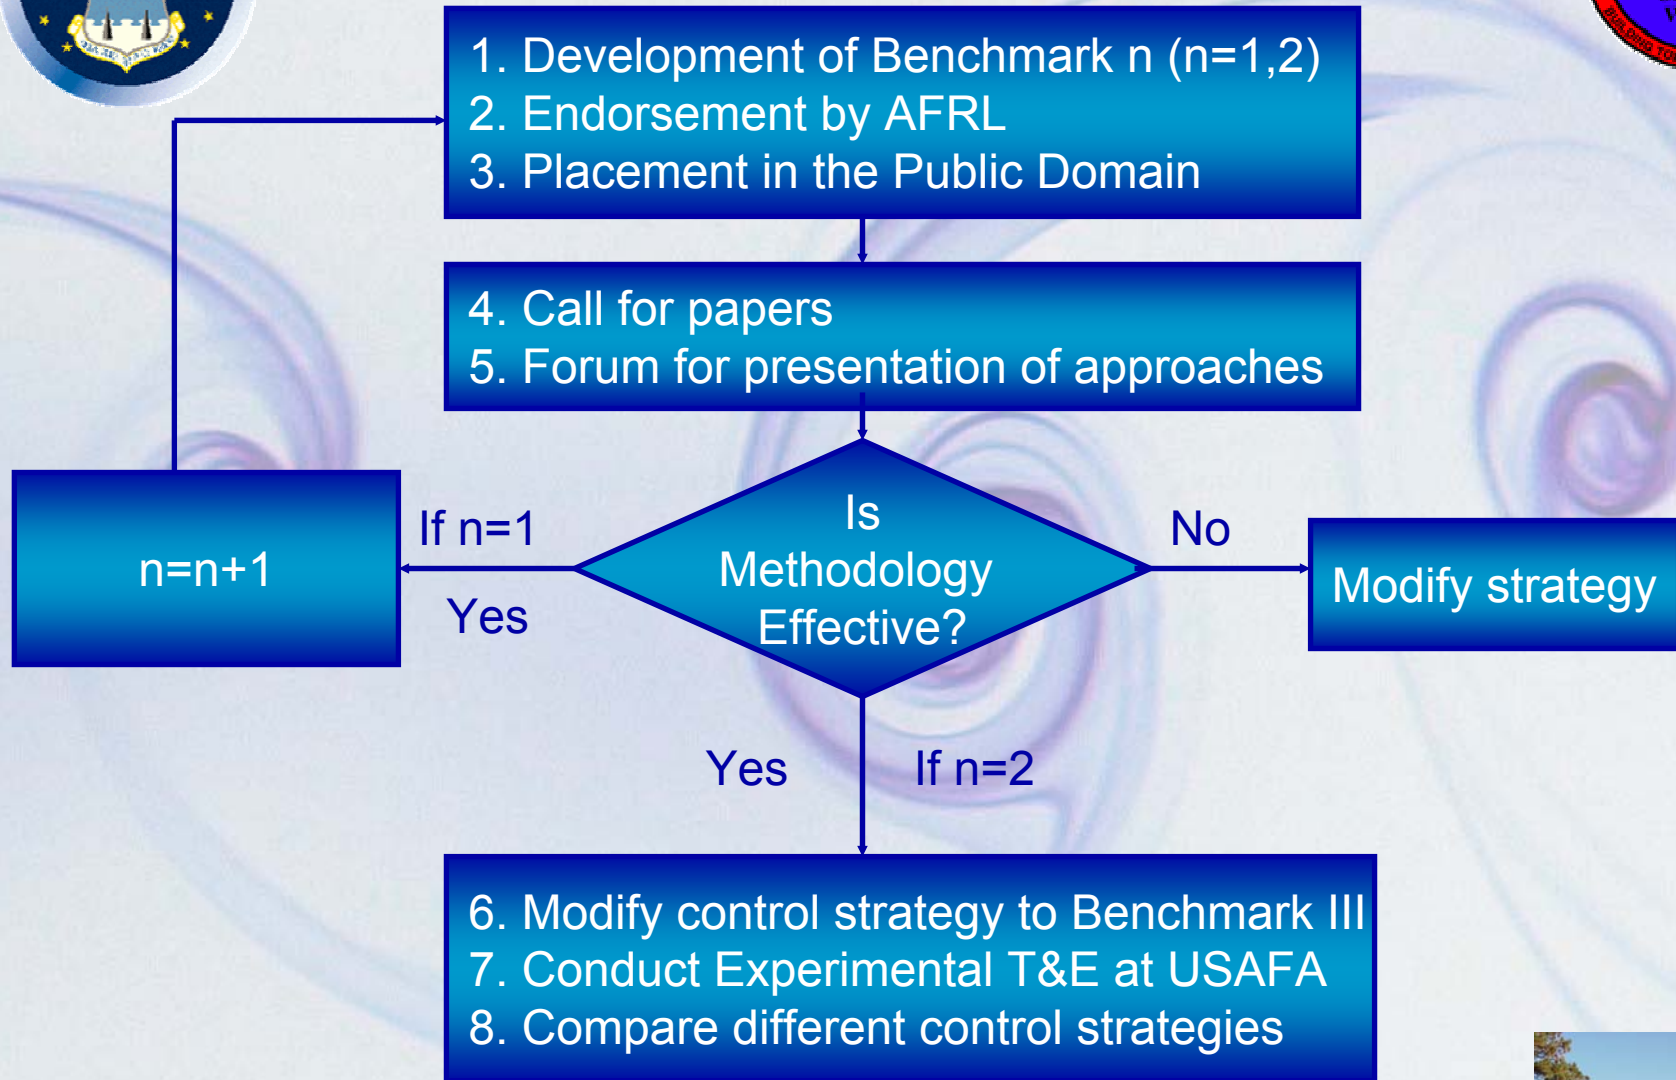 1. Development of Benchmark n (n=1,2)
2. Endorsement by AFRL
3. Placement in the Public Domain
4. Call for papers
5. Forum for presentation of approaches
n=n+1
If n=1
Yes
Is
Methodology
Effective?
No
Modify strategy
Yes
If n=2
6. Modify control strategy to Benchmark III
7. Conduct Experimental T&E at USAFA
8. Compare different control strategies